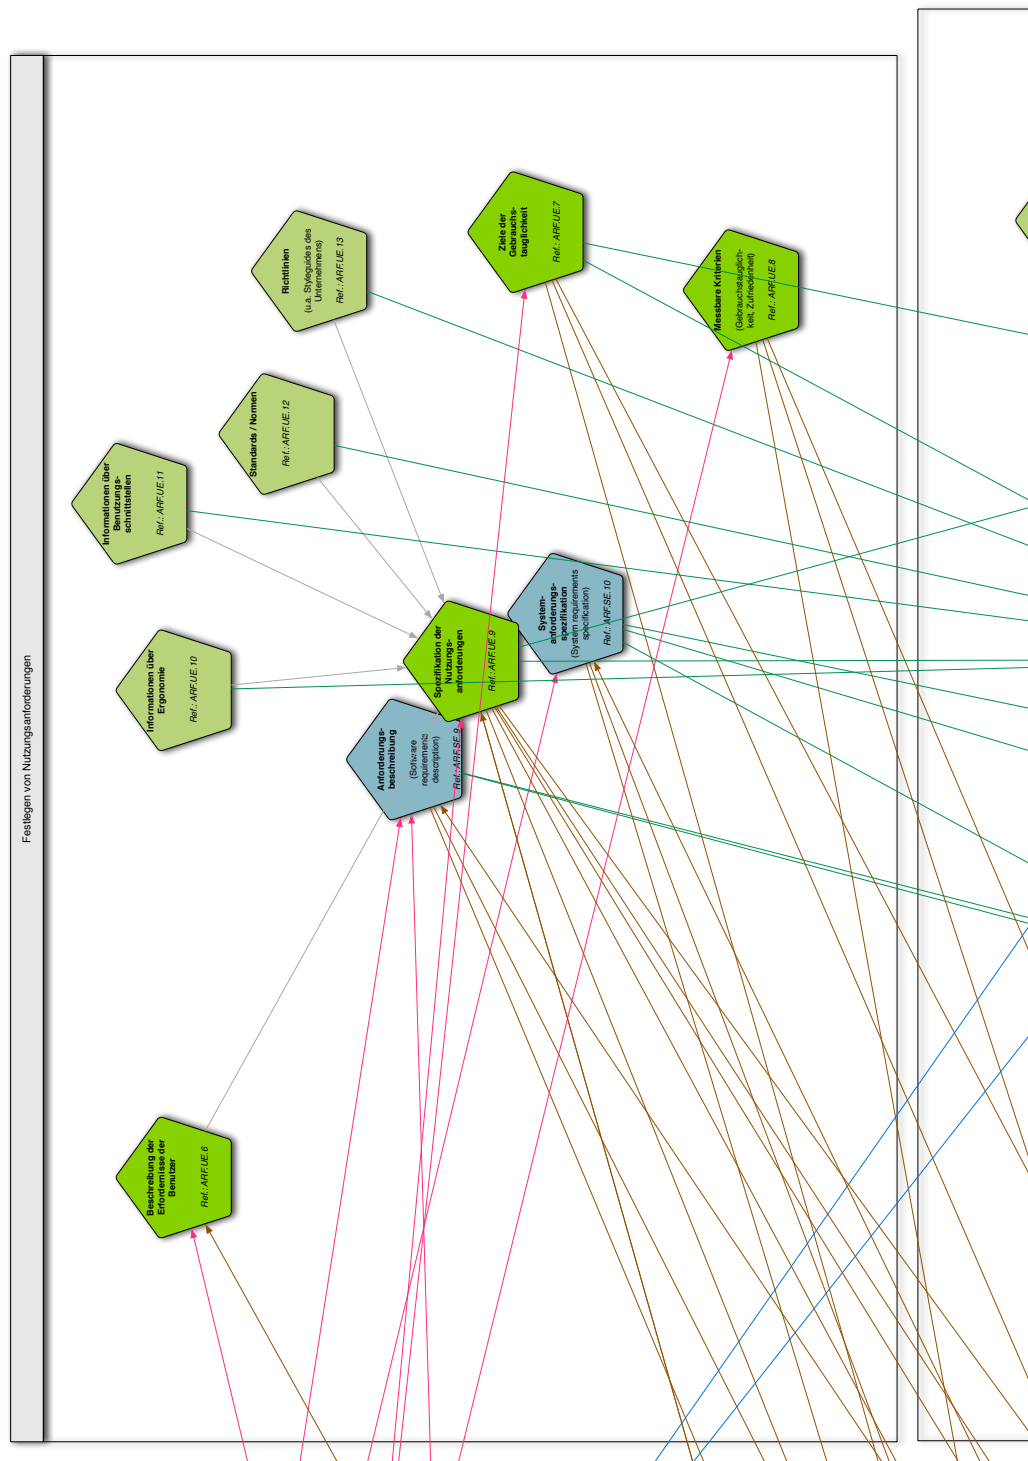 Festlegen von Nutzungsanforderungen
Richtlinien
(u.a. Styleguides des
Unternehmens)
Ref.: ARF.UE.13
Ziele der
Gebrauchs-
tauglichkeit
Ref.: ARF.UE.7
Messbare Kriterien
(Gebrauchstauglich-
keit, Zufriedenheit)
Ref.: ARF.UE.8
Standards / Normen
Ref.: ARF.UE.12
Informationen über
Benutzungs-
schnittstellen
Ref.: ARF.UE.11
System-
anforderungs-
spezifikation
(System requirements
specification)
Ref.: ARF.SE.10
Spezifikation der
Nutzungs-
anforderungen
Ref.: ARF.UE.9
Informationen über
Ergonomie
Ref.: ARF.UE.10
Anforderungs-
beschreibung
(Software
requirements
description)
Ref.: ARF.SE.9
Beschreibung der
Erfordernisse der
Benutzer
Ref.: ARF.UE.6